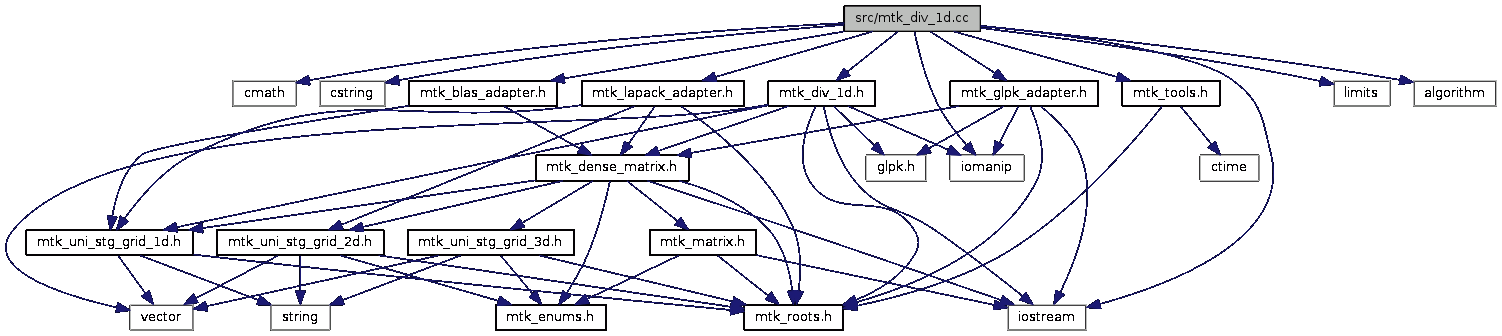 src/mtk_div_1d.cc
cmath
cstring
mtk_blas_adapter.h
mtk_lapack_adapter.h
mtk_div_1d.h
mtk_glpk_adapter.h
mtk_tools.h
limits
algorithm
mtk_dense_matrix.h
glpk.h
iomanip
ctime
mtk_uni_stg_grid_1d.h
mtk_uni_stg_grid_2d.h
mtk_uni_stg_grid_3d.h
mtk_matrix.h
vector
string
mtk_enums.h
mtk_roots.h
iostream